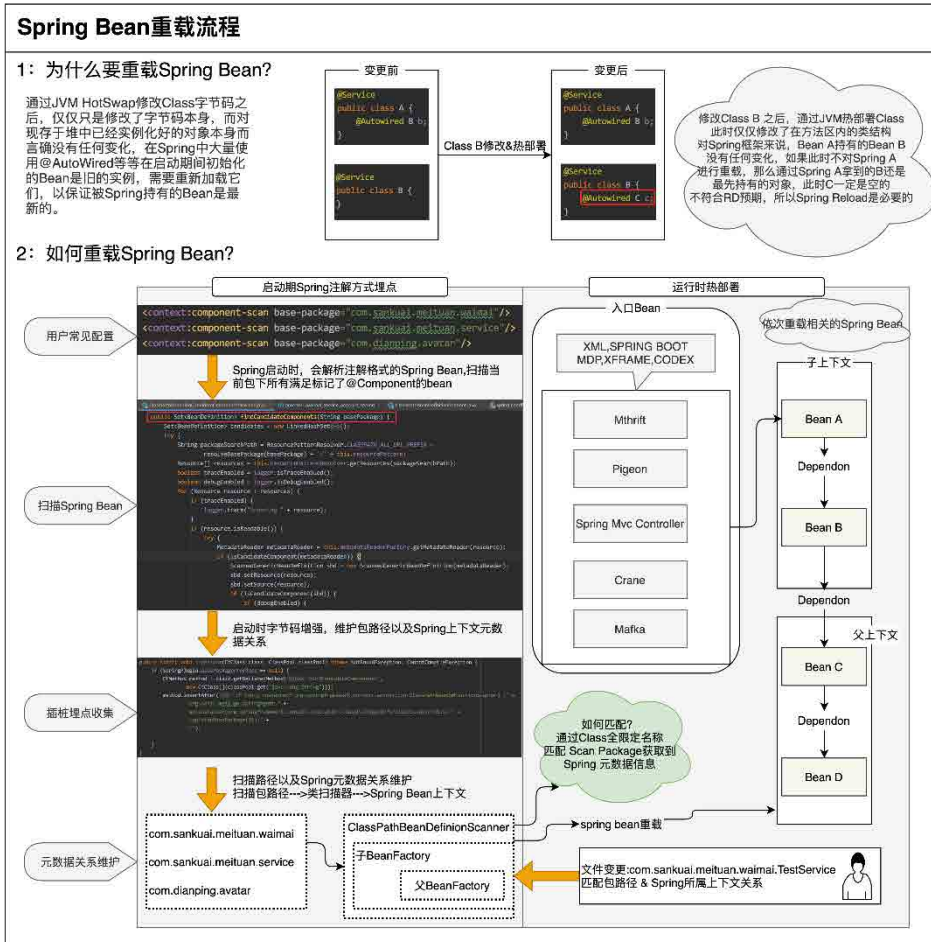 Spring Bean重载流程
1：为什么要重载Spring Bean?
通过JVM HotSwap修改Class字节码之
后，仅仅只是修改了字节码本身，而对
现存于堆中已经实例化好的对象本身而
言确没有任何变化，在Spring中大量使
用@AutoWired等等在启动期间初始化
的Bean是旧的实例，需要重新加载它
们，以保证被Spring持有的Bean是最
新的。
变更前
@Service
public class A {
@Autowired B b;
}
@Service
public class B {
}
Class B修改&热部署
变更后
@Service
public class A {
@Autowired B b;
}
@Service
public class B {
@Autowired C c;
}
修改Class B 之后，通过JVM热部署Class
此时仅仅修改了在方法区内的类结构
对Spring框架来说，Bean A持有的Bean B
没有任何变化，如果此时不对Spring A
进行重载，那么通过Spring A拿到的B还是
最先持有的对象，此时C一定是空的
不符合RD预期，所以Spring Reload是必要的
2：如何重载Spring Bean?
启动期Spring注解方式埋点
用户常见配置
<context:component-scan base-package="com.sankuai.meituan.waimai"/>
<context:component-scan base-package="com.sankuai.meituan.service"/>
<context:component-scan base-package="com.dianping.avatar"/>
Spring启动时，会解析注解格式的Spring Bean,扫描当
前包下所有满足标记了@Component的bean
扫描Spring Bean
public Set<BeanDefinition> findCandidateComponents(String basePackage) {
try {
for (Resource resource : resources) {
if (traceEnabled) {
logger.trace("Scanning " + resource);
}
if (resource.isReadable()) {
try {
if (isCandidateComponent(metadataReader)) {
sbd.setResource(resource);
sbd.setSource(resource);
if (isCandidateComponent(sbd)) {
if (debugEnabled) {
启动时字节码增强，维护包路径以及Spring上下文元数
据关系
插桩埋点收集
扫描路径以及Spring元数据关系维护
扫描包路径--->类扫描器--->Spring Bean上下文
元数据关系维护
com.sankuai.meituan.waimai
com.sankuai.meituan.service
com.dianping.avatar
ClassPathBeanDefinionScanner
子BeanFactory
父BeanFactory
运行时热部署
入口Bean
XML,SPRING BOOT
MDP,XFRAME,CODEX
Mthrift
Pigeon
Spring Mvc Controller
Crane
Mafka
依次重载相关的Spring Bean
子上下文
Bean A
Dependon
Bean B
Dependon
父上下文
Bean C
Dependon
Bean D
如何匹配?
通过Class全限定名称
匹配 Scan Package获取到
Spring 元数据信息
spring bean重载
文件变更:com.sankuai.meituan.waimai.TestService
匹配包路径 & Spring所属上下文关系